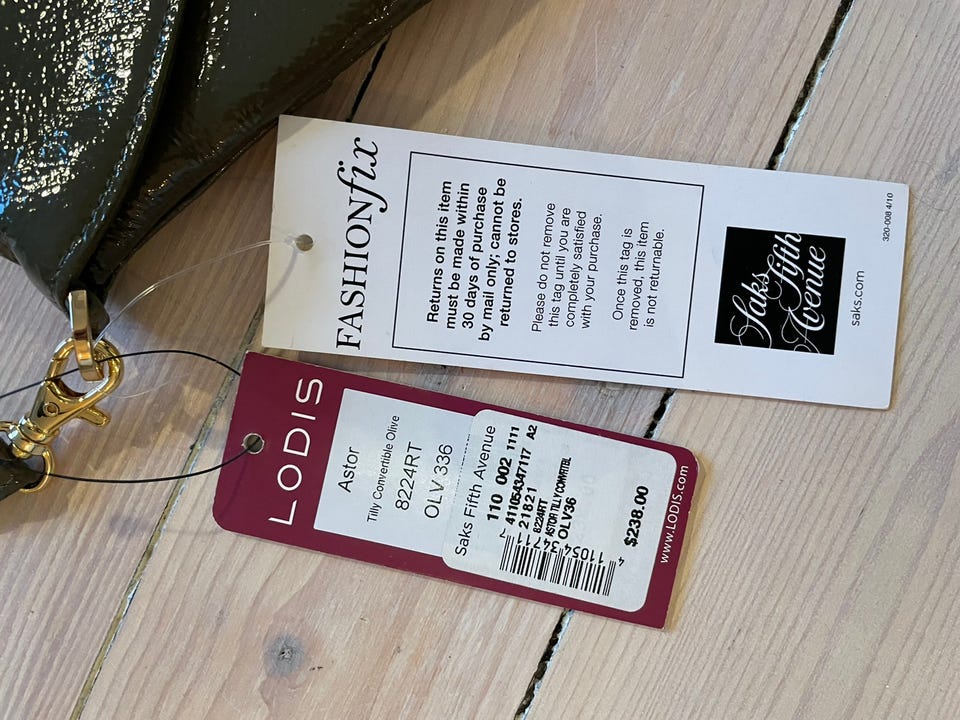 FASHIONfix
Returns on this item
must be made within
30 days of purchase
by mail only; cannot be
returned to stores.
Please do not remove
this tag until you are
completely satisfied
with your purchase.
Once this tag is
removed, this item
is not returnable.
Saks
Fifth
Avenue
saks.com
320-008 4/10
LODIS
Astor
Tilly Convertible Olive
8224RT
OLV 336
Saks Fifth Avenue
110 002 1111
411054347117 A2
21821
8224RT
OLV36
$238.00
www.LODIS.com